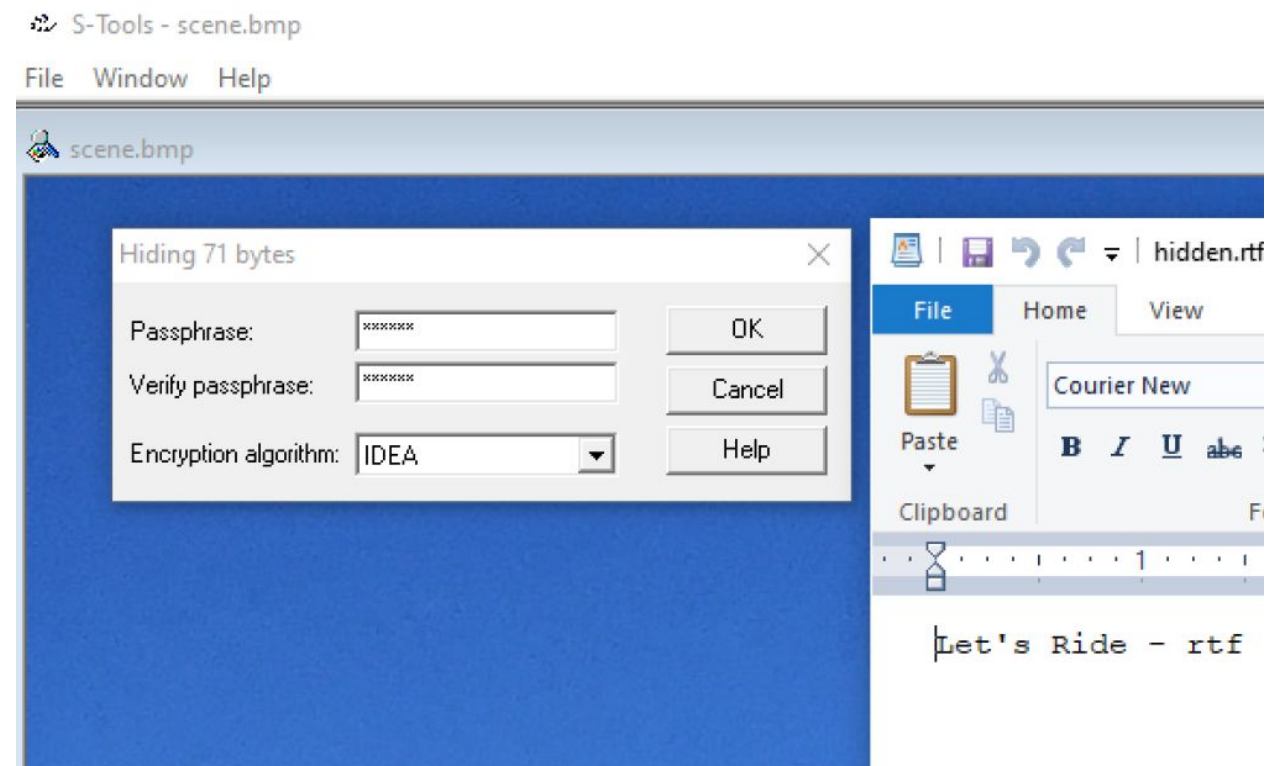 S-Tools - scene.bmp
File Window Help
scene.bmp
Hiding 71 bytes
Passphrase: ******
Verify passphrase: ******
Encryption algorithm: IDEA
OK
Cancel
Help
hidden.rtf
File Home View
Paste
Courier New
B I U abc
Clipboard
1
Let's Ride - rtf